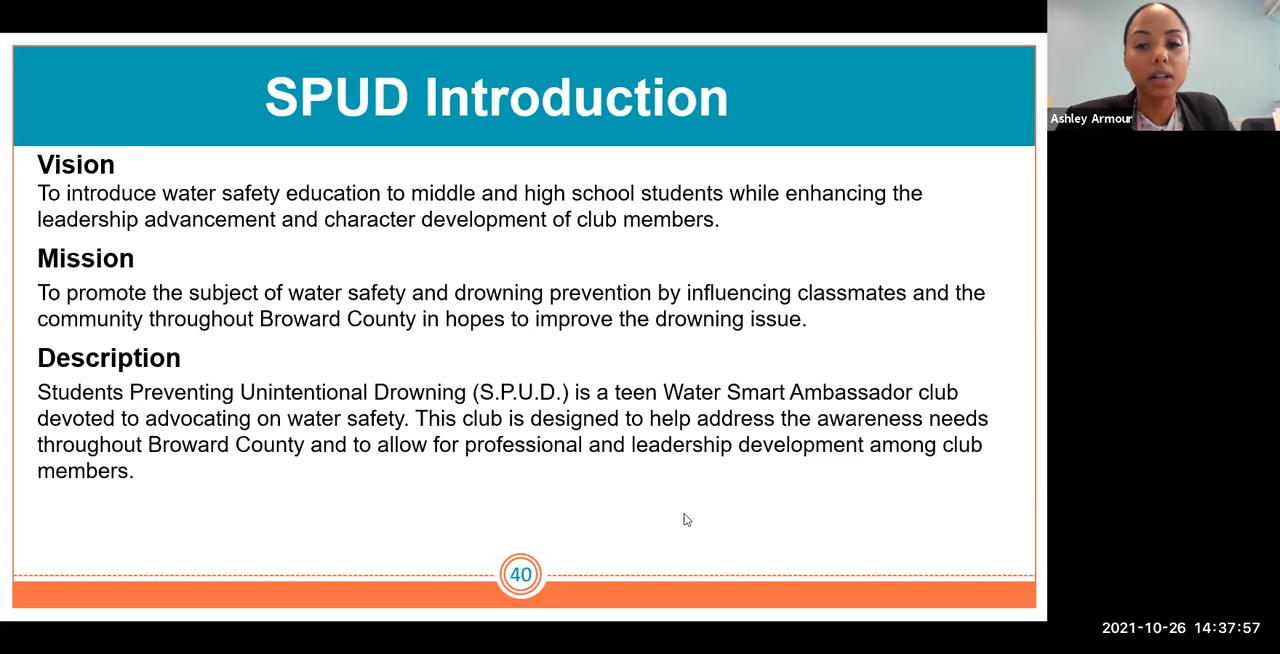 SPUD Introduction
Ashley Armour
Vision
To introduce water safety education to middle and high school students while enhancing the
leadership advancement and character development of club members.
Mission
To promote the subject of water safety and drowning prevention by influencing classmates and the
community throughout Broward County in hopes to improve the drowning issue.
Description
Students Preventing Unintentional Drowning (S.P.U.D.) is a teen Water Smart Ambassador club
devoted to advocating on water safety. This club is designed to help address the awareness needs
throughout Broward County and to allow for professional and leadership development among club
members.
40
2021-10-26 14:37:57